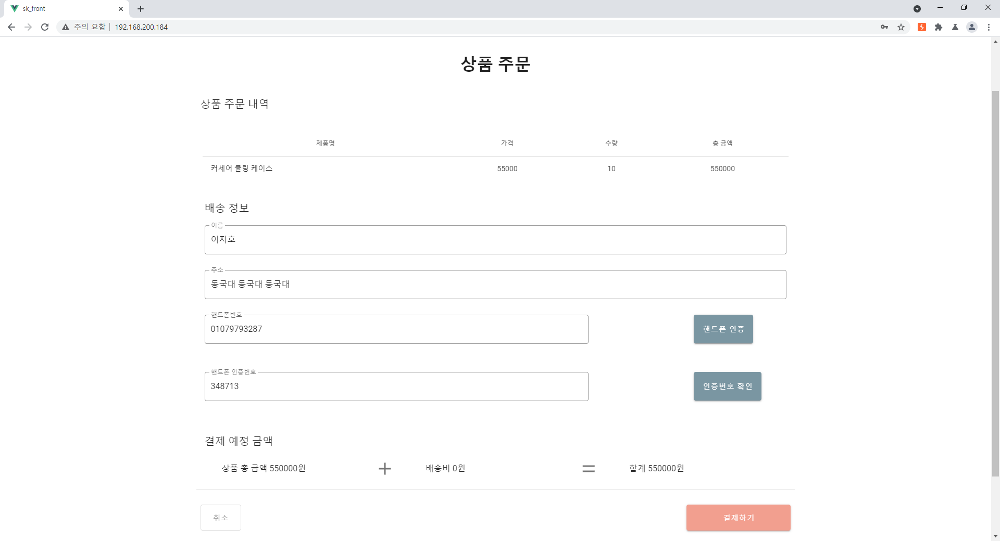 sk_front
주의 요함 192.168.200.184
상품 주문
상품 주문 내역
제품명 가격 수량 총 금액
커세어 쿨링 케이스 55000 10 550000
배송 정보
이름
이지호
주소
동국대 동국대 동국대
핸드폰번호
01079793287
핸드폰 인증
핸드폰 인증번호
348713
인증번호 확인
결제 예정 금액
상품 총 금액 550000원 + 배송비 0원 = 합계 550000원
취소 결제하기